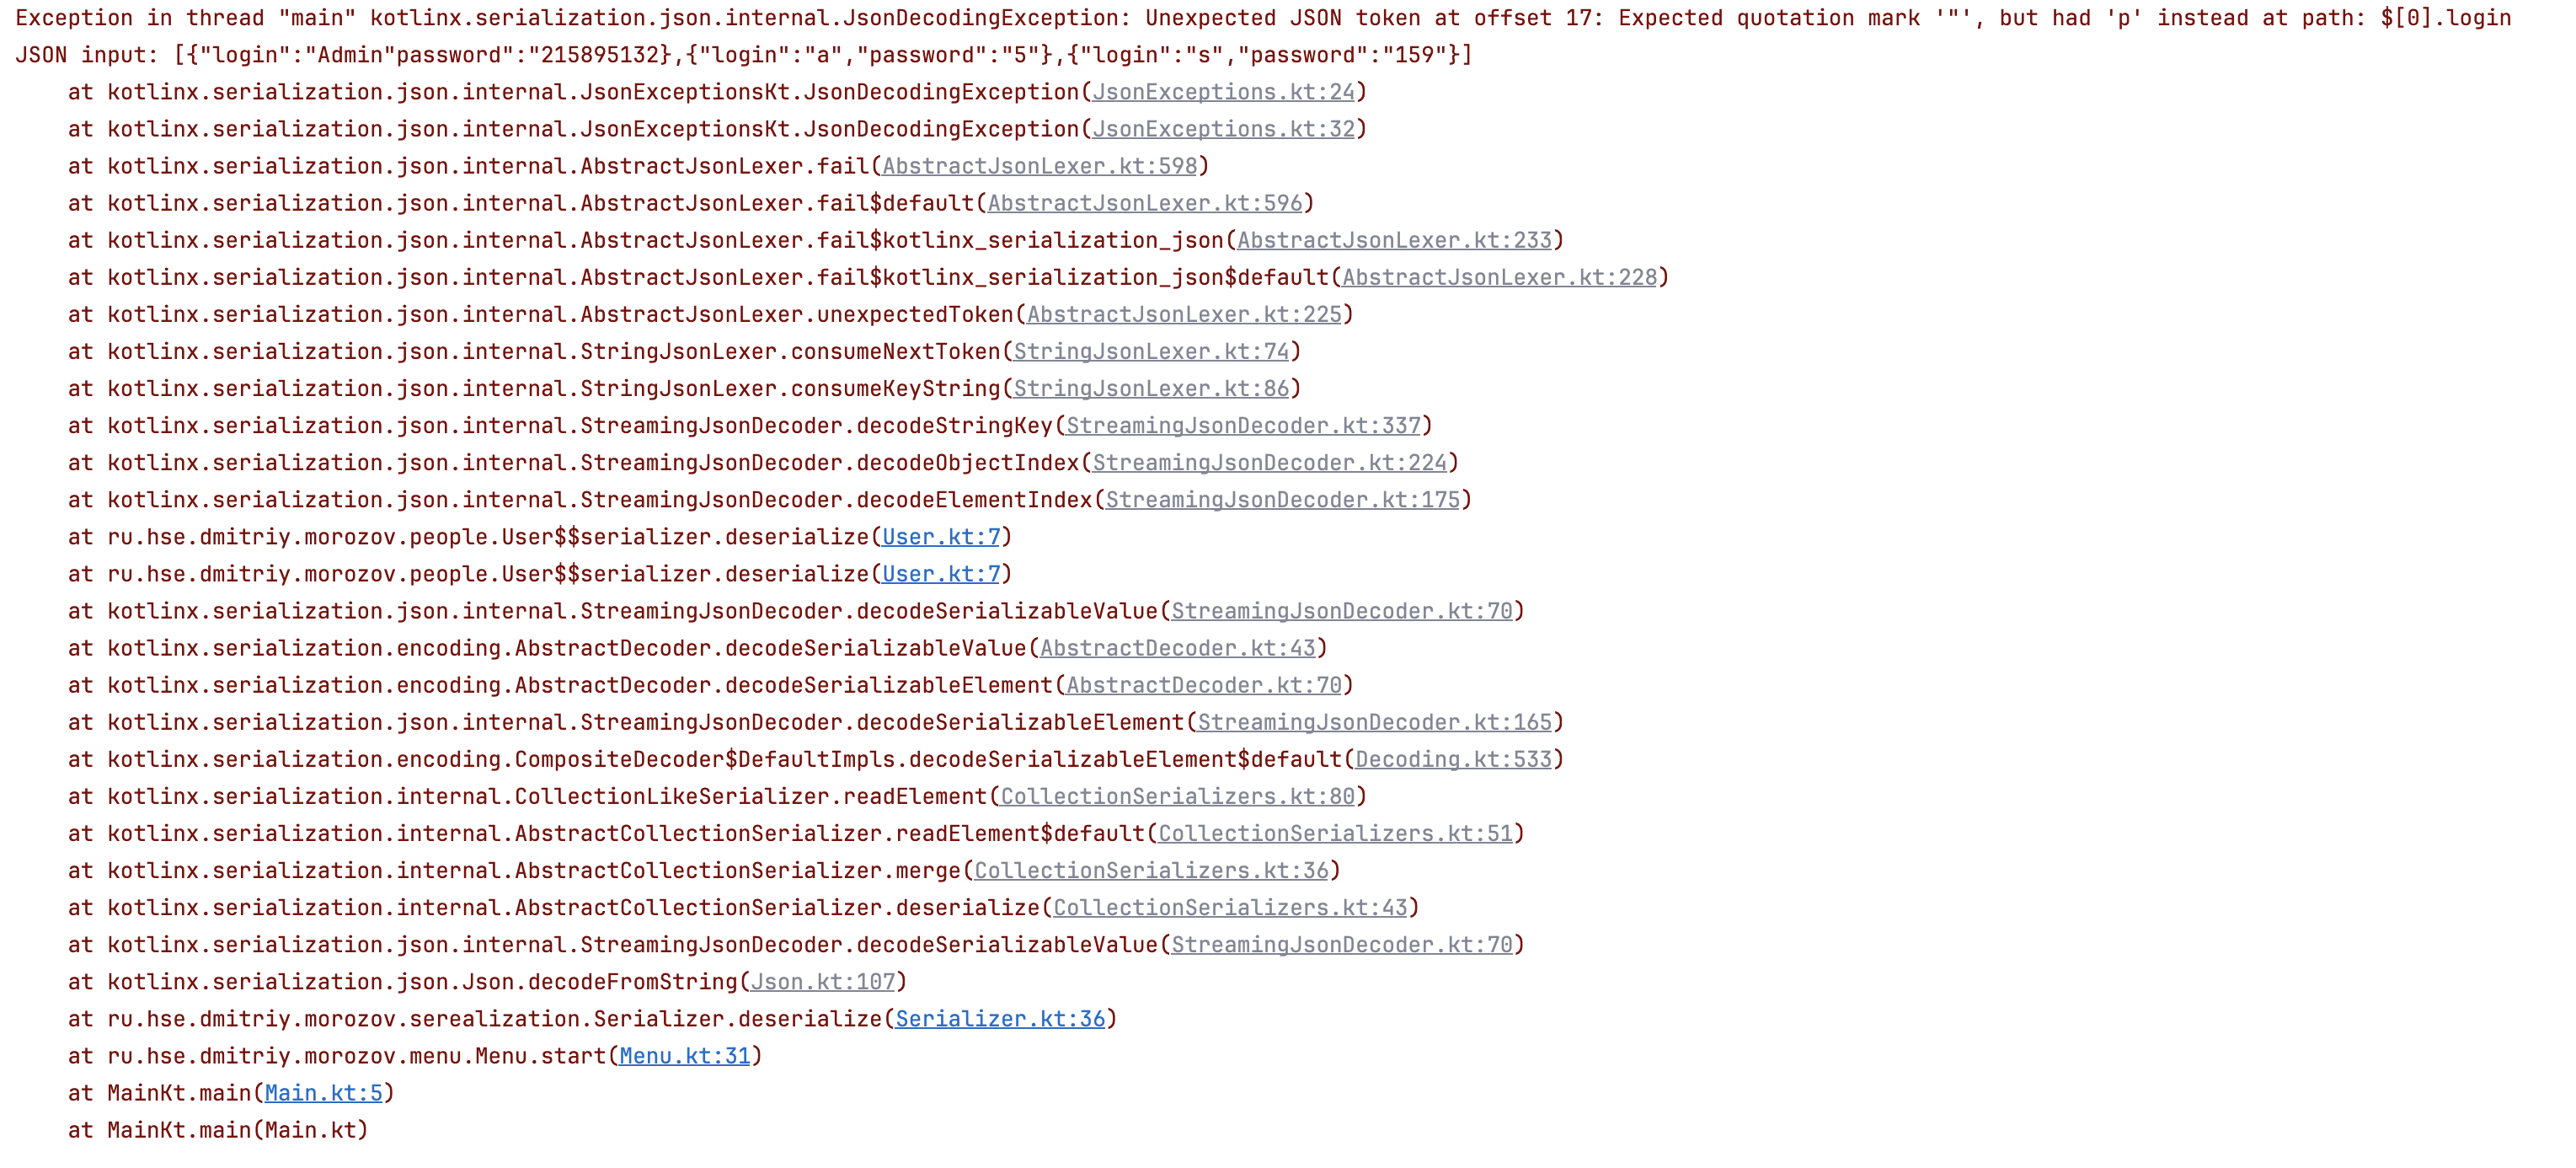 Exception in thread "main" kotlinx.serialization.json.internal.JsonDecodingException: Unexpected JSON token at offset 17: Expected quotation mark '"', but had 'p' instead at path: $[0].login
JSON input: [{"login":"Admin"password":"215895132},{"login":"a","password":"5"},{"login":"s","password":"159"}]
    at kotlinx.serialization.json.internal.JsonExceptionsKt.JsonDecodingException(JsonExceptions.kt:24)
    at kotlinx.serialization.json.internal.JsonExceptionsKt.JsonDecodingException(JsonExceptions.kt:32)
    at kotlinx.serialization.json.internal.AbstractJsonLexer.fail(AbstractJsonLexer.kt:598)
    at kotlinx.serialization.json.internal.AbstractJsonLexer.fail$default(AbstractJsonLexer.kt:596)
    at kotlinx.serialization.json.internal.AbstractJsonLexer.fail$kotlinx_serialization_json(AbstractJsonLexer.kt:233)
    at kotlinx.serialization.json.internal.AbstractJsonLexer.fail$kotlinx_serialization_json$default(AbstractJsonLexer.kt:228)
    at kotlinx.serialization.json.internal.AbstractJsonLexer.unexpectedToken(AbstractJsonLexer.kt:225)
    at kotlinx.serialization.json.internal.StringJsonLexer.consumeNextToken(StringJsonLexer.kt:74)
    at kotlinx.serialization.json.internal.StringJsonLexer.consumeKeyString(StringJsonLexer.kt:86)
    at kotlinx.serialization.json.internal.StreamingJsonDecoder.decodeStringKey(StreamingJsonDecoder.kt:337)
    at kotlinx.serialization.json.internal.StreamingJsonDecoder.decodeObjectIndex(StreamingJsonDecoder.kt:224)
    at kotlinx.serialization.json.internal.StreamingJsonDecoder.decodeElementIndex(StreamingJsonDecoder.kt:175)
    at ru.hse.dmitriy.morozov.people.User$$serializer.deserialize(User.kt:7)
    at ru.hse.dmitriy.morozov.people.User$$serializer.deserialize(User.kt:7)
    at kotlinx.serialization.json.internal.StreamingJsonDecoder.decodeSerializableValue(StreamingJsonDecoder.kt:70)
    at kotlinx.serialization.encoding.AbstractDecoder.decodeSerializableValue(AbstractDecoder.kt:43)
    at kotlinx.serialization.encoding.AbstractDecoder.decodeSerializableElement(AbstractDecoder.kt:70)
    at kotlinx.serialization.json.internal.StreamingJsonDecoder.decodeSerializableElement(StreamingJsonDecoder.kt:165)
    at kotlinx.serialization.encoding.CompositeDecoder$DefaultImpls.decodeSerializableElement$default(Decoding.kt:533)
    at kotlinx.serialization.internal.CollectionLikeSerializer.readElement(CollectionSerializers.kt:80)
    at kotlinx.serialization.internal.AbstractCollectionSerializer.readElement$default(CollectionSerializers.kt:51)
    at kotlinx.serialization.internal.AbstractCollectionSerializer.merge(CollectionSerializers.kt:36)
    at kotlinx.serialization.internal.AbstractCollectionSerializer.deserialize(CollectionSerializers.kt:43)
    at kotlinx.serialization.json.internal.StreamingJsonDecoder.decodeSerializableValue(StreamingJsonDecoder.kt:70)
    at kotlinx.serialization.json.Json.decodeFromString(Json.kt:107)
    at ru.hse.dmitriy.morozov.serealization.Serializer.deserialize(Serializer.kt:36)
    at ru.hse.dmitriy.morozov.menu.Menu.start(Menu.kt:31)
    at MainKt.main(Main.kt:5)
    at MainKt.main(Main.kt)